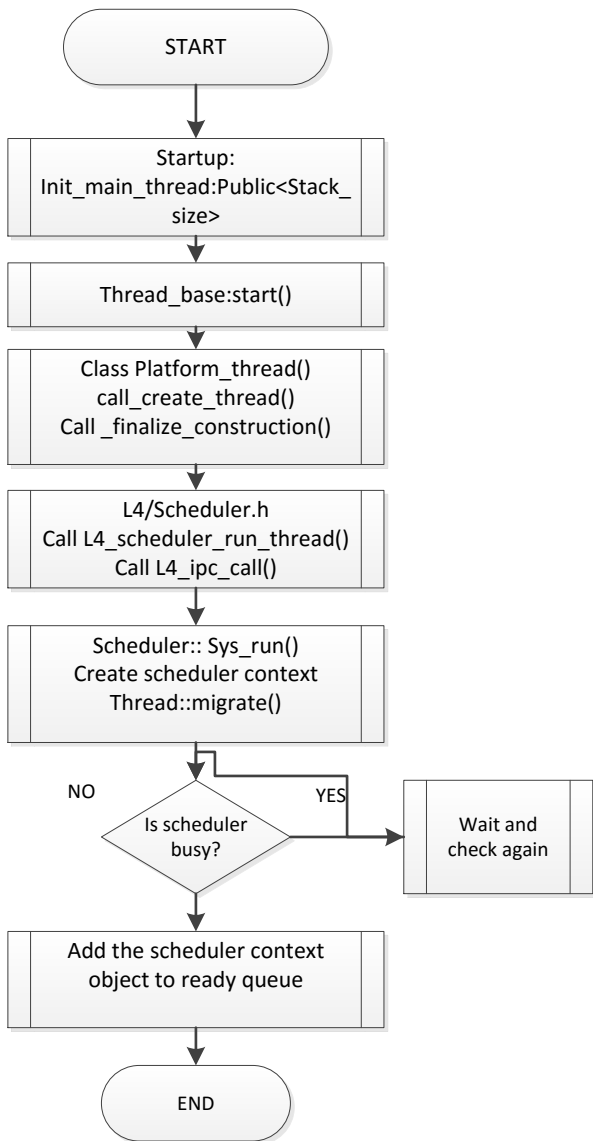 START
Startup:
Init_main_thread:Public<Stack_
size>
Thread_base:start()
Class Platform_thread()
call_create_thread()
Call _finalize_construction()
L4/Scheduler.h
Call L4_scheduler_run_thread()
Call L4_ipc_call()
Scheduler:: Sys_run()
Create scheduler context
Thread::migrate()
NO
YES
Is scheduler
busy?
Wait and
check again
Add the scheduler context
object to ready queue
END